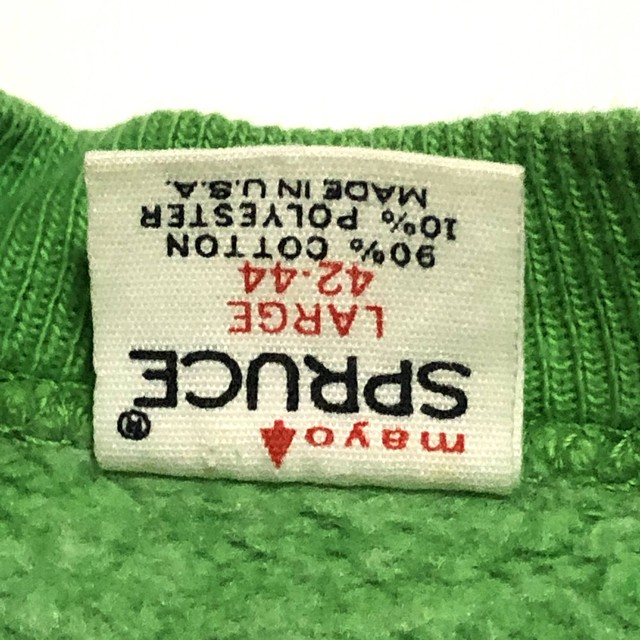 mayo
SPRUCE®
LARGE
42-44
90% COTTON
10% POLYESTER
MADE IN U.S.A.